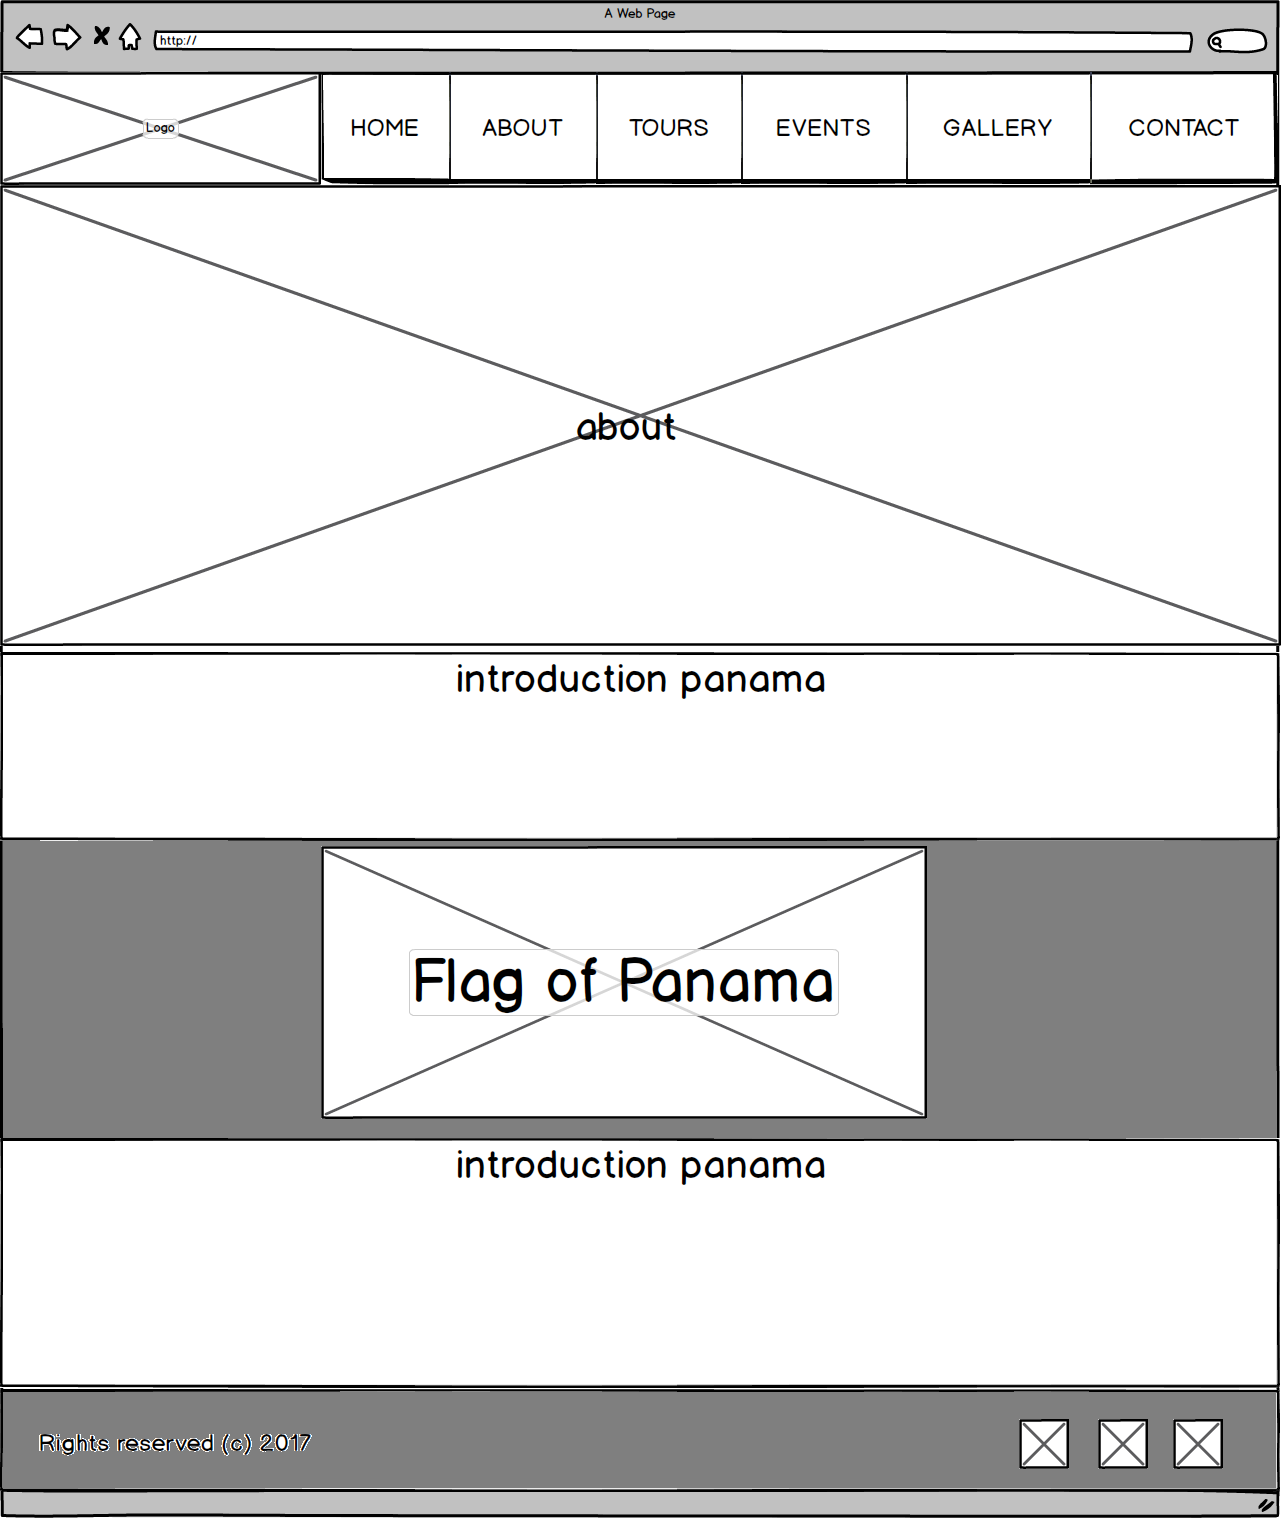 A Web Page
http://
Logo
HOME ABOUT TOURS EVENTS GALLERY CONTACT
about
introduction panama
Flag of Panama
introduction panama
Rights reserved (c) 2017